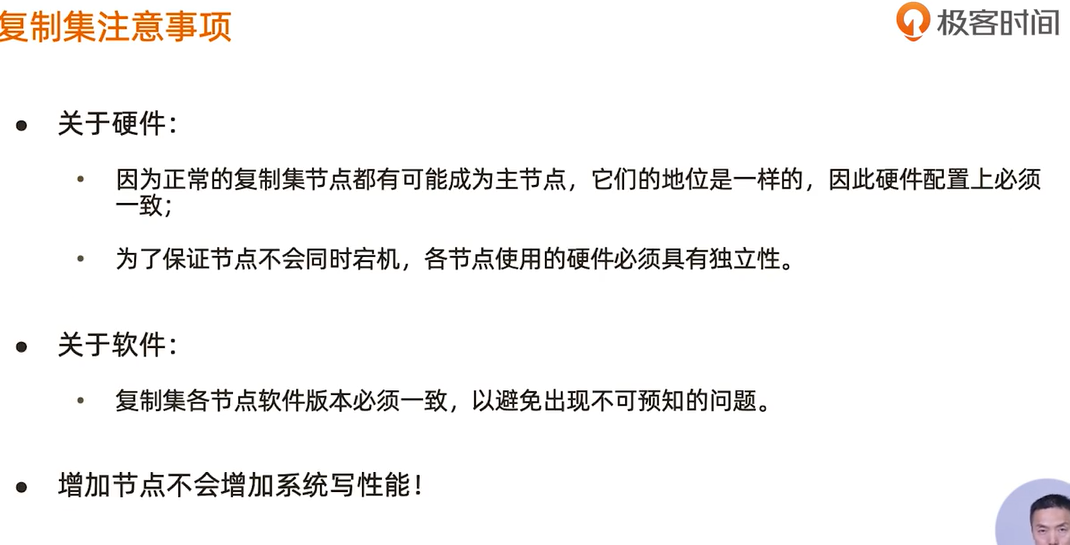 复制集注意事项
极客时间
• 关于硬件：
• 因为正常的复制集节点都有可能成为主节点，它们的地位是一样的，因此硬件配置上必须
一致；
• 为了保证节点不会同时宕机，各节点使用的硬件必须具有独立性。
• 关于软件：
• 复制集各节点软件版本必须一致，以避免出现不可预知的问题。
• 增加节点不会增加系统写性能！